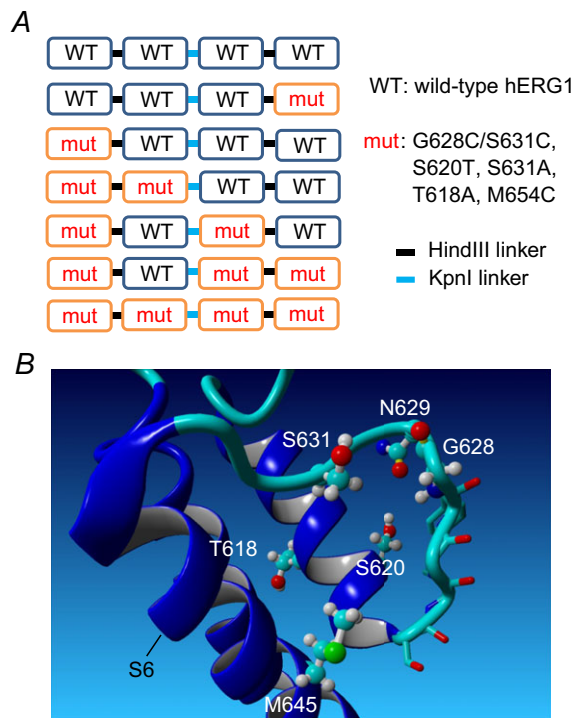 A
WT WT WT WT
WT WT WT mut
mut WT WT WT
mut mut WT WT
mut WT mut WT
mut WT mut mut
mut mut mut mut
WT: wild-type hERG1
mut: G628C/S631C,
S620T, S631A,
T618A, M654C
HindIII linker
KpnI linker
B
N629
S631
G628
T618
S620
S6
M645